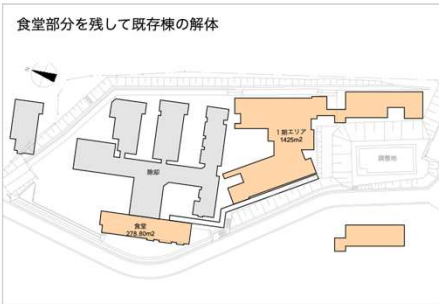 食堂部分を残して既存棟の解体
N
1期エリア
1425m2
調整池
除却
食堂
278.80m2